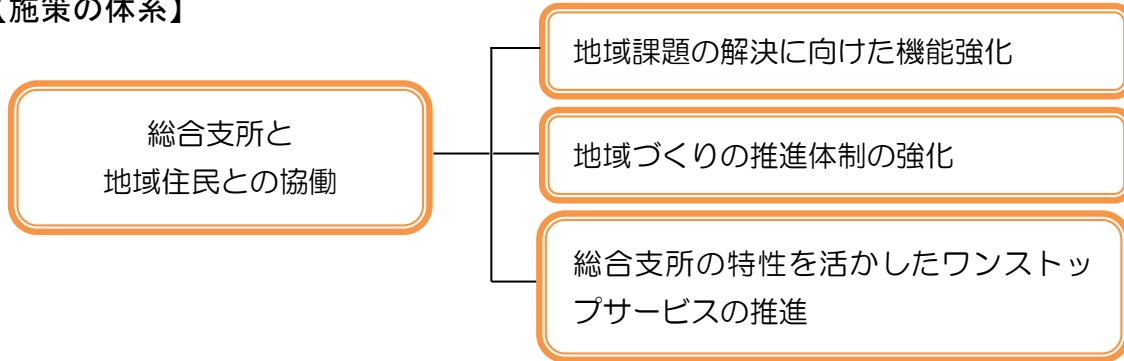 【施策の体系】
総合支所と
地域住民との協働
地域課題の解決に向けた機能強化
地域づくりの推進体制の強化
総合支所の特性を活かしたワンストッ
プサービスの推進